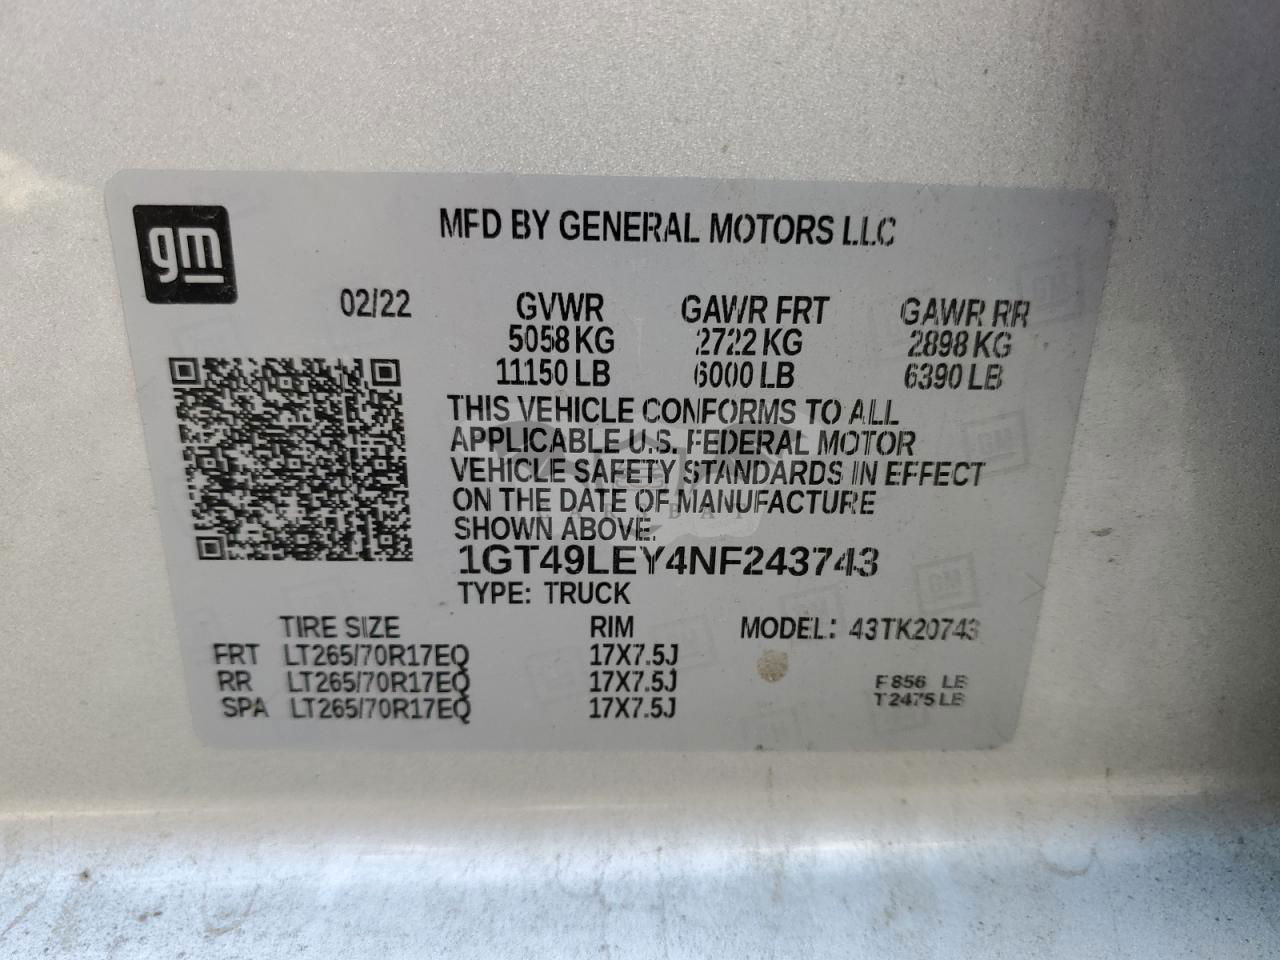 gm
MFD BY GENERAL MOTORS LLC
02/22 GVWR GAWR FRT GAWR RR
5058 KG 2722 KG 2898 KG
11150 LB 6000 LB 6390 LB
THIS VEHICLE CONFORMS TO ALL
APPLICABLE U.S. FEDERAL MOTOR
VEHICLE SAFETY STANDARDS IN EFFECT
ON THE DATE OF MANUFACTURE
SHOWN ABOVE.
1GT49LEY4NF243743
TYPE: TRUCK
TIRE SIZE RIM MODEL: 43TK20743
FRT LT265/70R17EQ 17X7.5J
RR LT265/70R17EQ 17X7.5J F 856 LB
SPA LT265/70R17EQ 17X7.5J T 2475 LB